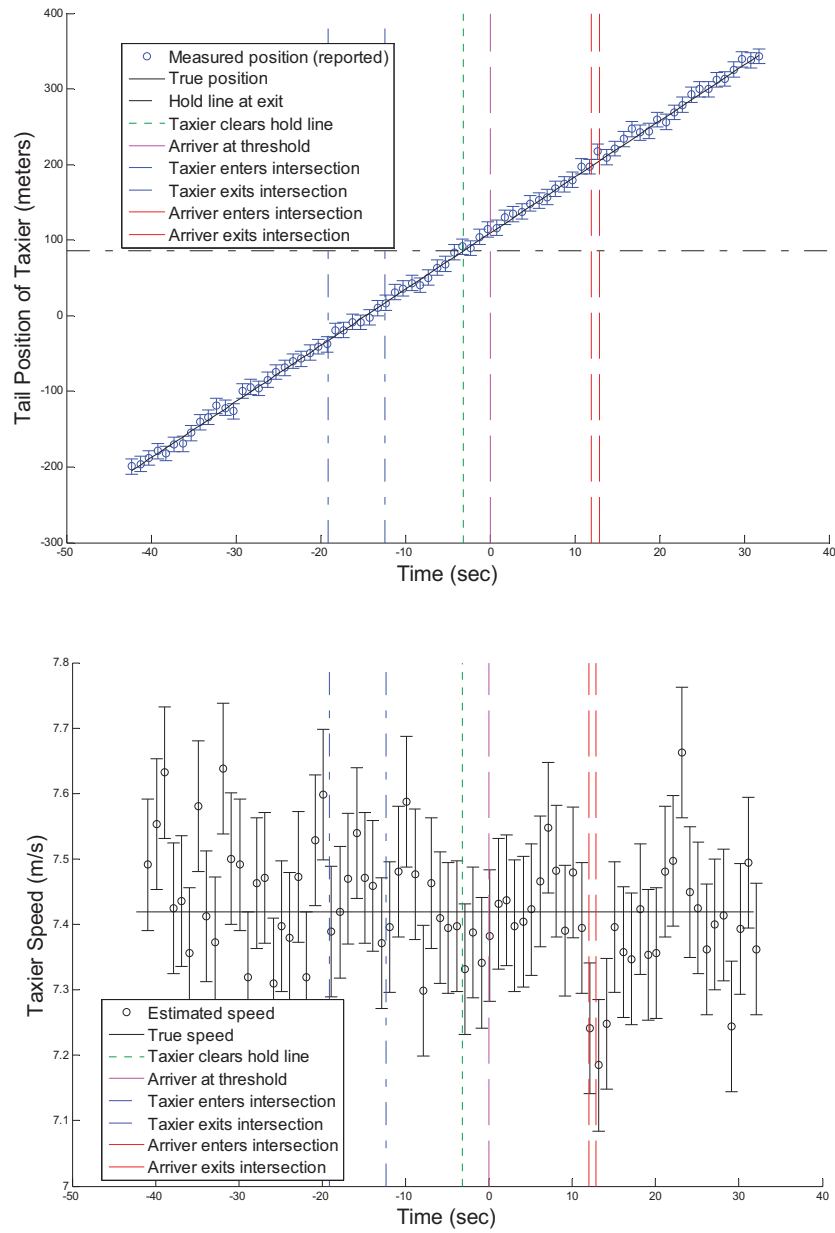 400
300
200
100
0
-100
-200
-300
Tail Position of Taxier (meters)
Measured position (reported)
True position
Hold line at exit
Taxier clears hold line
Arriver at threshold
Taxier enters intersection
Taxier exits intersection
Arriver enters intersection
Arriver exits intersection
-50 -40 -30 -20 -10 0 10 20 30 40
Time (sec)
7.8
7.7
7.6
7.5
7.4
7.3
7.2
7.1
7
Taxier Speed (m/s)
Estimated speed
True speed
Taxier clears hold line
Arriver at threshold
Taxier enters intersection
Taxier exits intersection
Arriver enters intersection
Arriver exits intersection
-50 -40 -30 -20 -10 0 10 20 30 40
Time (sec)